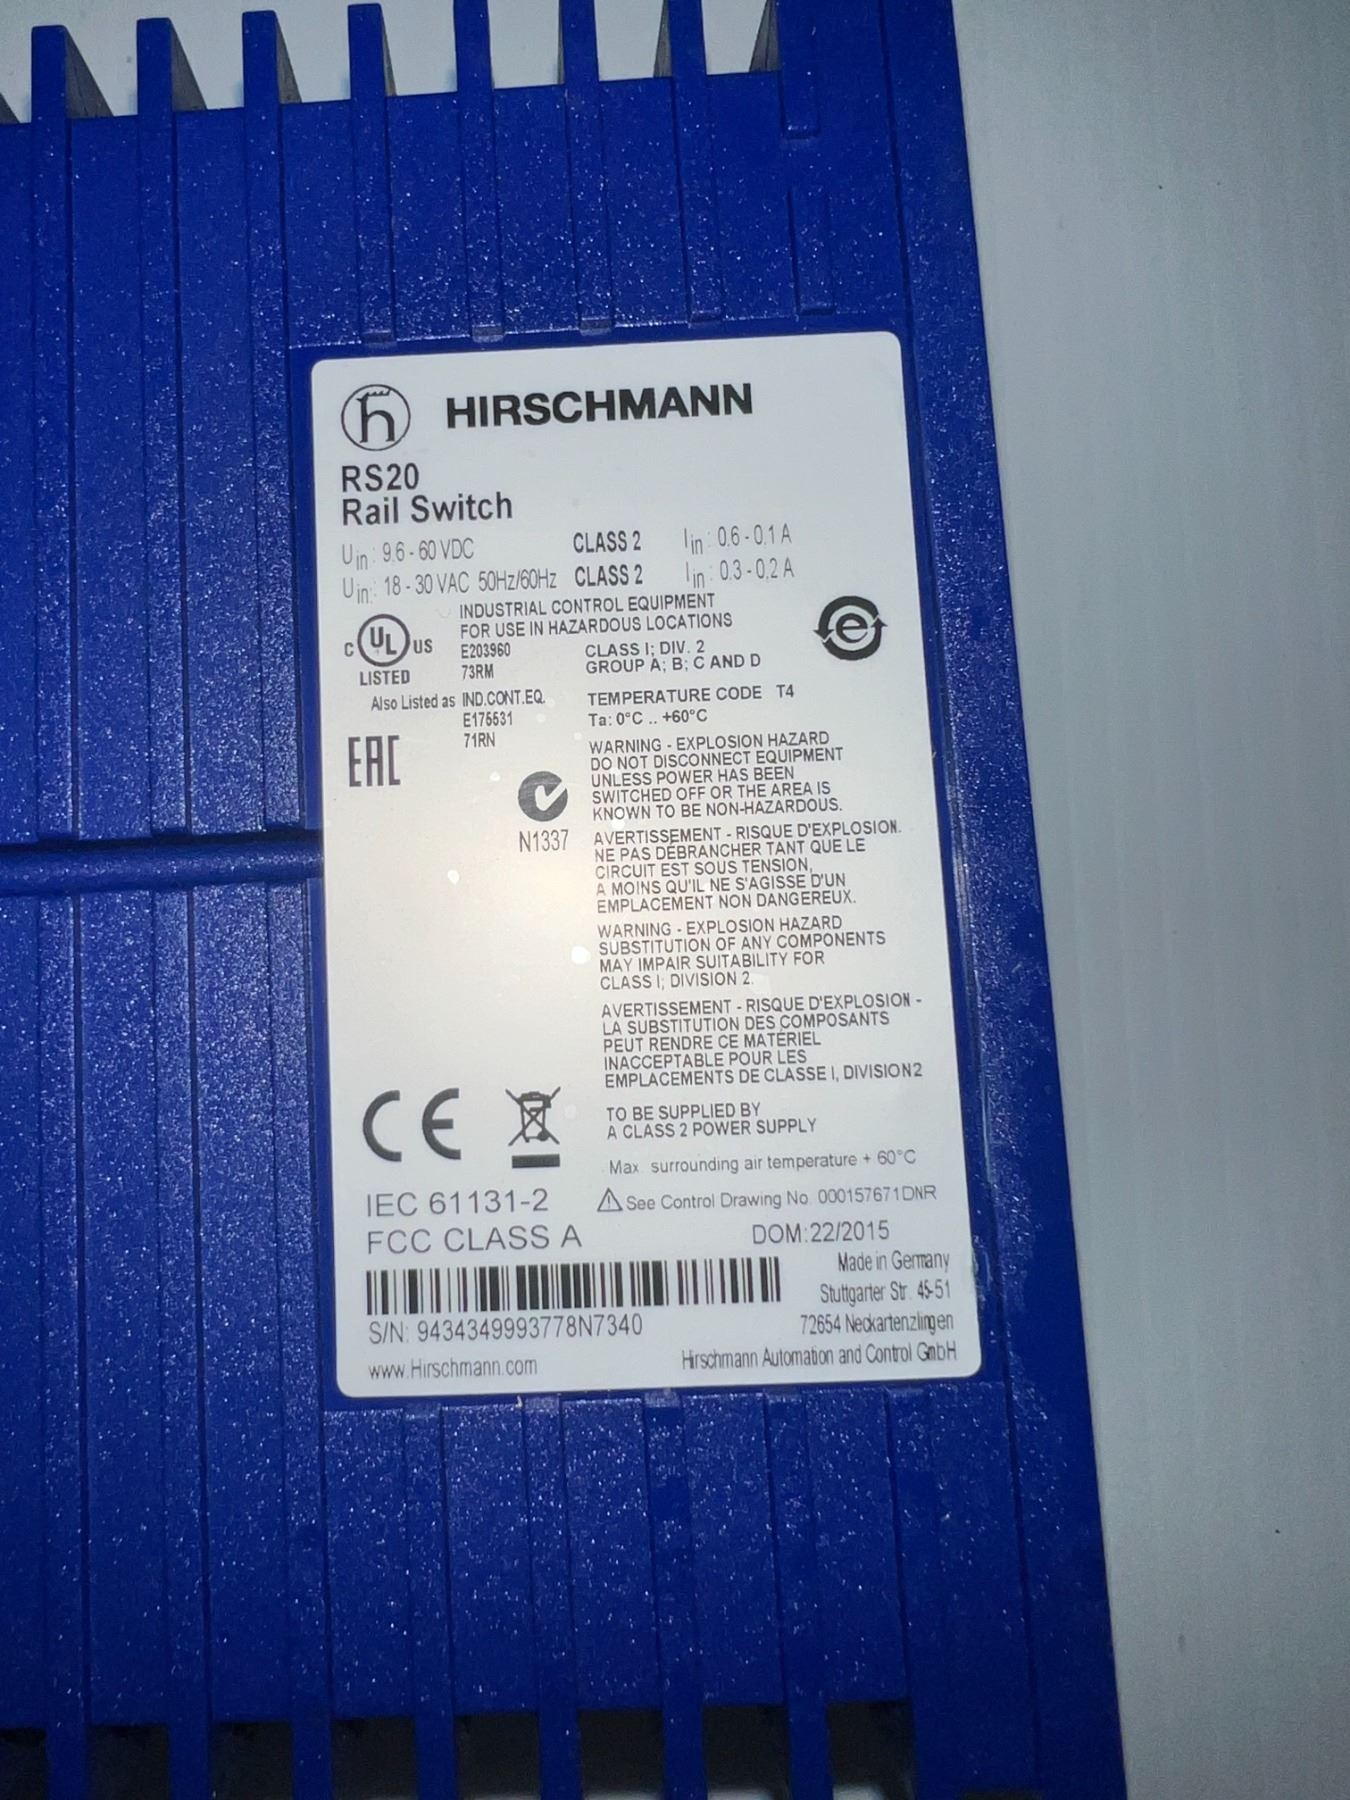 HIRSCHMANN
RS20
Rail Switch
Uin: 9.6 - 60 VDC CLASS 2 Iin: 0.6 - 0.1 A
Uin: 18 - 30 VAC 50Hz/60Hz CLASS 2 Iin: 0.3 - 0.2 A
INDUSTRIAL CONTROL EQUIPMENT
FOR USE IN HAZARDOUS LOCATIONS
C UL US
LISTED
E203960
73RM
CLASS I; DIV. 2
GROUP A; B; C AND D
Also Listed as IND.CONT.EQ.
E175531
71RN
TEMPERATURE CODE T4
Ta: 0°C .. +60°C
EAC
N1337
WARNING - EXPLOSION HAZARD
DO NOT DISCONNECT EQUIPMENT
UNLESS POWER HAS BEEN
SWITCHED OFF OR THE AREA IS
KNOWN TO BE NON-HAZARDOUS.
AVERTISSEMENT - RISQUE D'EXPLOSION.
NE PAS DÉBRANCHER TANT QUE LE
CIRCUIT EST SOUS TENSION,
A MOINS QU'IL NE S'AGISSE D'UN
EMPLACEMENT NON DANGEREUX.
WARNING - EXPLOSION HAZARD
SUBSTITUTION OF ANY COMPONENTS
MAY IMPAIR SUITABILITY FOR
CLASS I; DIVISION 2.
AVERTISSEMENT - RISQUE D'EXPLOSION -
LA SUBSTITUTION DES COMPOSANTS
PEUT RENDRE CE MATÉRIEL
INACCEPTABLE POUR LES
EMPLACEMENTS DE CLASSE I, DIVISION2
CE
TO BE SUPPLIED BY
A CLASS 2 POWER SUPPLY
Max. surrounding air temperature + 60°C
IEC 61131-2
See Control Drawing No. 000157671DNR
FCC CLASS A
DOM:22/2015
Made in Germany
Stuttgarter Str. 45-51
S/N: 9434349993778N7340
72654 Neckartenzlingen
www.Hirschmann.com
Hirschmann Automation and Control GmbH